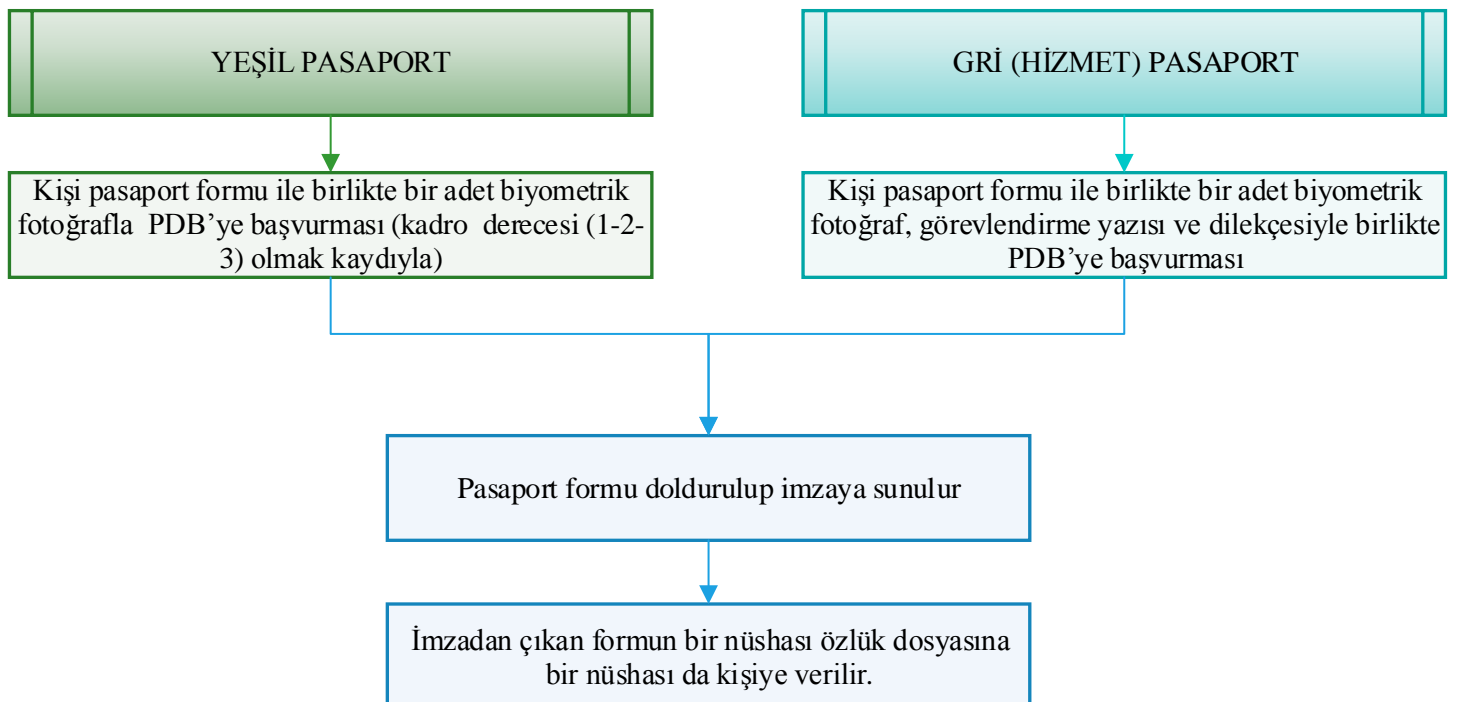 YEŞİL PASAPORT
GRİ (HİZMET) PASAPORT
Kişi pasaport formu ile birlikte bir adet biyometrik
fotoğrafla PDB’ye başvurması (kadro derecesi (1-2-
3) olmak kaydıyla)
Kişi pasaport formu ile birlikte bir adet biyometrik
fotoğraf, görevlendirme yazısı ve dilekçesiyle birlikte
PDB’ye başvurması
Pasaport formu doldurulup imzaya sunulur
İmzadan çıkan formun bir nüshası özlük dosyasına
bir nüshası da kişiye verilir.